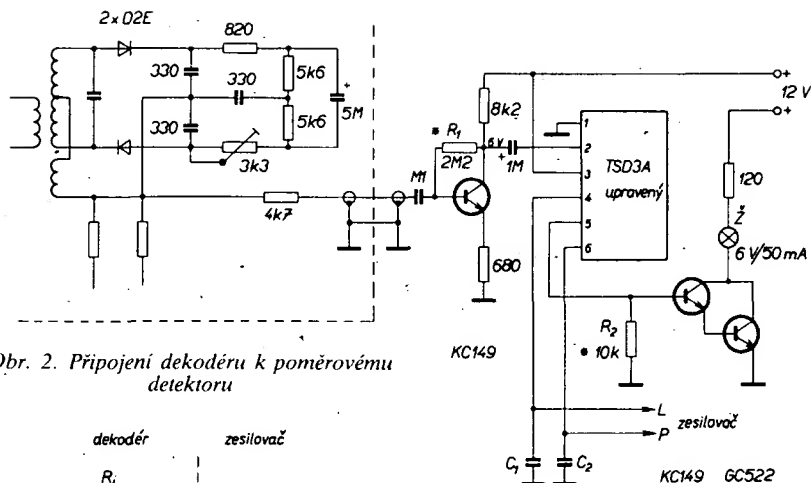 2 x 02E
820
330
330
330
5k6
5k6
5M
+
3k3
4k7
M1
• R₁
2M2
6 V
+
1M
8k2
680
KC149
1
2
3
4
5
6
TSD3A
upravený
+
12 V
+
120
Ž
6 V/50 mA
R₂
• 10k
L
P
zesilovač
C₁
C₂
KC149 GC522
Obr. 2. Připojení dekodéru k poměrovému
detektoru
dekodér zesilovač
Rᵢ